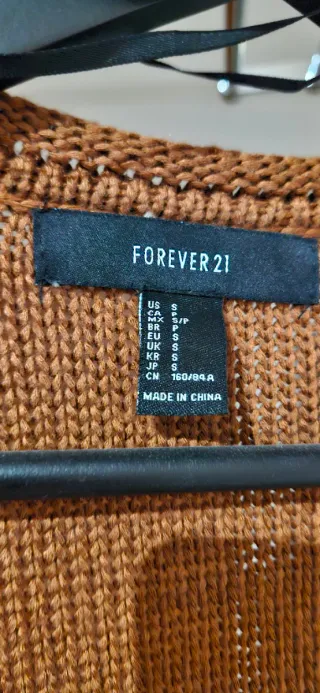 FOREVER 21
US S
CA P
MX S/P
BR P
EU S
UK S
KR S
JP S
CN 160/84A
MADE IN CHINA